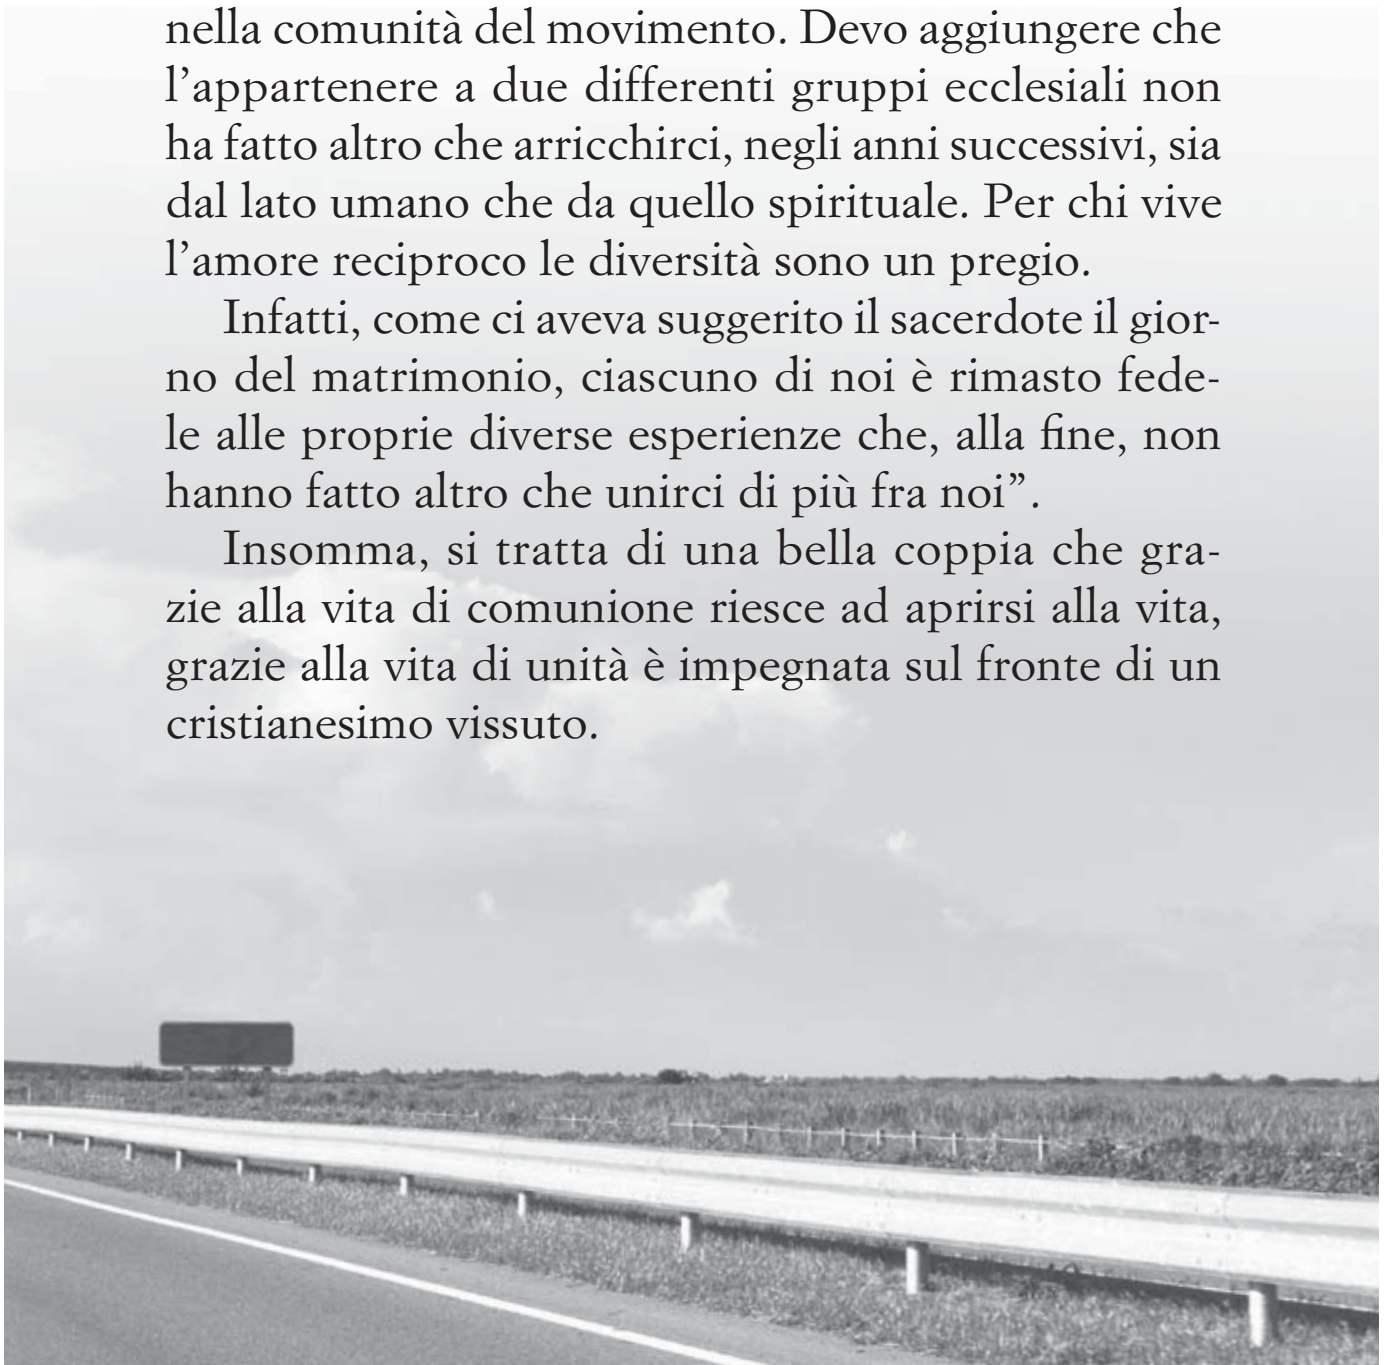 nella comunità del movimento. Devo aggiungere che
l’appartenere a due differenti gruppi ecclesiali non
ha fatto altro che arricchirci, negli anni successivi, sia
dal lato umano che da quello spirituale. Per chi vive
l’amore reciproco le diversità sono un pregio.
Infatti, come ci aveva suggerito il sacerdote il gior-
no del matrimonio, ciascuno di noi è rimasto fede-
le alle proprie diverse esperienze che, alla fine, non
hanno fatto altro che unirci di più fra noi”.
Insomma, si tratta di una bella coppia che gra-
zie alla vita di comunione riesce ad aprirsi alla vita,
grazie alla vita di unità è impegnata sul fronte di un
cristianesimo vissuto.